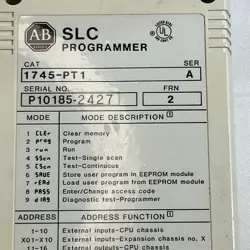 A·B SLC
PROGRAMMER
CAT SER
1745-PT1 A
SERIAL NO. FRN
P10185-2427 2
MODE MODE DESCRIPTION 1
1 CLEr Clear memory
2 Prog Program
3 run Run
4 SScn Test-Single scan
5 CScn Test-Continuous scan
6 SAVE Store user program in EEPROM module
7 rEAd Load user program from EEPROM module
8 PASS Enter/Change access code
9 diAg Diagnostic test-Programmer
ADDRESS ADDRESS FUNCTION 1
1-10 External inputs-CPU chassis
X01-X10 External inputs-Expansion chassis no. X
11-16 External outputs-CPU chassis